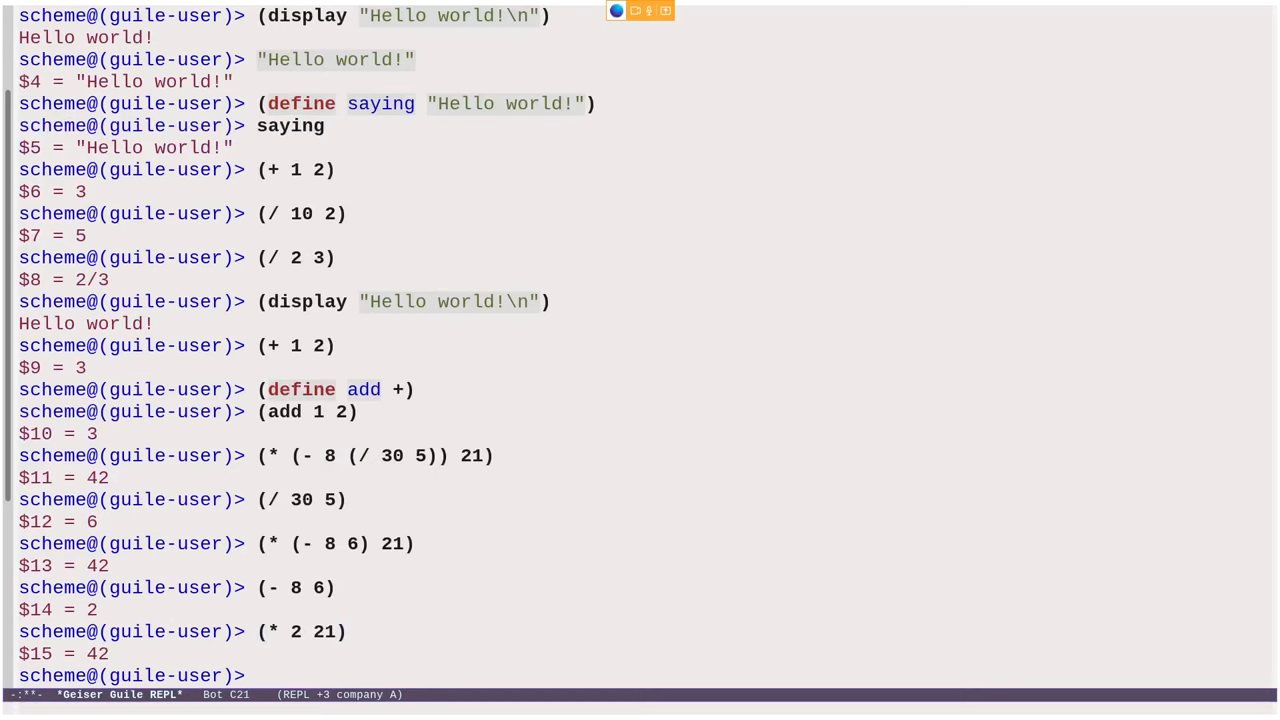 scheme@(guile-user)> (display "Hello world!\n")
Hello world!
scheme@(guile-user)> "Hello world!"
$4 = "Hello world!"
scheme@(guile-user)> (define saying "Hello world!")
scheme@(guile-user)> saying
$5 = "Hello world!"
scheme@(guile-user)> (+ 1 2)
$6 = 3
scheme@(guile-user)> (/ 10 2)
$7 = 5
scheme@(guile-user)> (/ 2 3)
$8 = 2/3
scheme@(guile-user)> (display "Hello world!\n")
Hello world!
scheme@(guile-user)> (+ 1 2)
$9 = 3
scheme@(guile-user)> (define add +)
scheme@(guile-user)> (add 1 2)
$10 = 3
scheme@(guile-user)> (* (- 8 (/ 30 5)) 21)
$11 = 42
scheme@(guile-user)> (/ 30 5)
$12 = 6
scheme@(guile-user)> (* (- 8 6) 21)
$13 = 42
scheme@(guile-user)> (- 8 6)
$14 = 2
scheme@(guile-user)> (* 2 21)
$15 = 42
scheme@(guile-user)>
-:**- *Geiser Guile REPL* Bot C21 (REPL +3 company A)